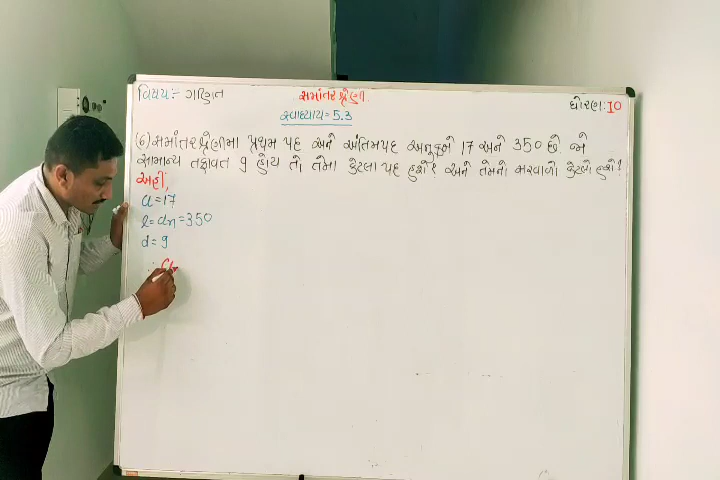 વિષય:- ગણિત
સમાંતર શ્રેણી
ધોરણ: 10
સ્વાધ્યાય = 5.3
(૬) સમાંતર શ્રેણીમા પ્રથમ પદ અને અંતિમપદ અનુક્રમે 17 અને 350 છે જો
સામાન્ય તફાવત 9 હોય તો, તેમા કેટલા પદ હશે? અને તેમનો સરવાળો કેટલો હશે?
અહીં,
a = 17
l = an = 350
d = 9